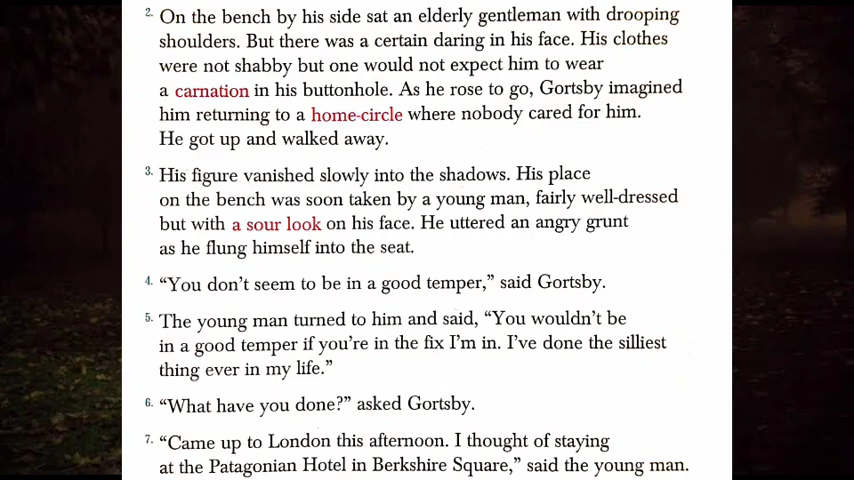 2. On the bench by his side sat an elderly gentleman with drooping
shoulders. But there was a certain daring in his face. His clothes
were not shabby but one would not expect him to wear
a carnation in his buttonhole. As he rose to go, Gortsby imagined
him returning to a home-circle where nobody cared for him.
He got up and walked away.
3. His figure vanished slowly into the shadows. His place
on the bench was soon taken by a young man, fairly well-dressed
but with a sour look on his face. He uttered an angry grunt
as he flung himself into the seat.
4. “You don’t seem to be in a good temper,” said Gortsby.
5. The young man turned to him and said, “You wouldn’t be
in a good temper if you’re in the fix I’m in. I’ve done the silliest
thing ever in my life.”
6. “What have you done?” asked Gortsby.
7. “Came up to London this afternoon. I thought of staying
at the Patagonian Hotel in Berkshire Square,” said the young man.